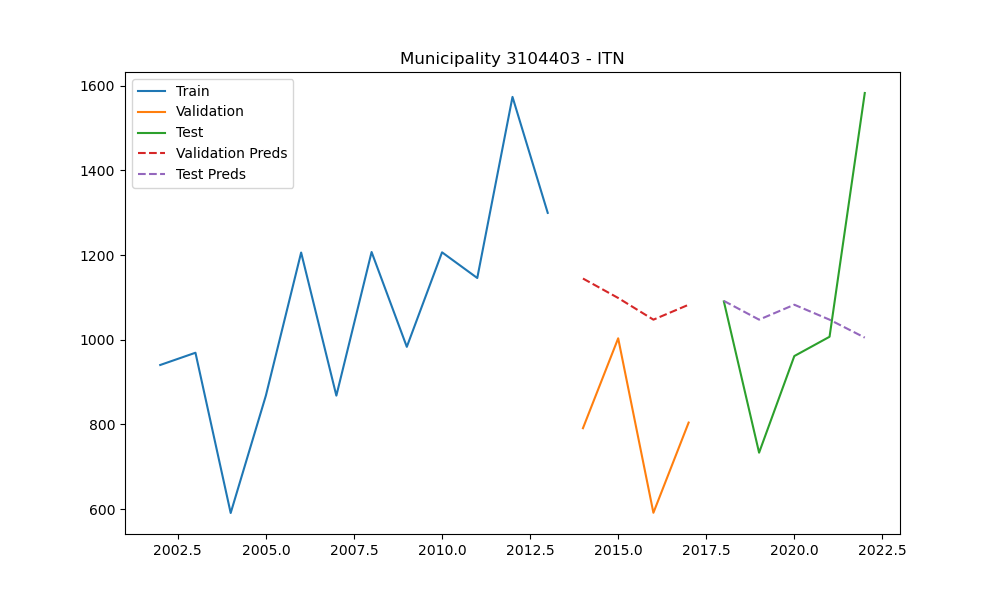 Municipality 3104403 - ITN
1600
1400
1200
1000
800
600
Train
Validation
Test
Validation Preds
Test Preds
2002.5 2005.0 2007.5 2010.0 2012.5 2015.0 2017.5 2020.0 2022.5